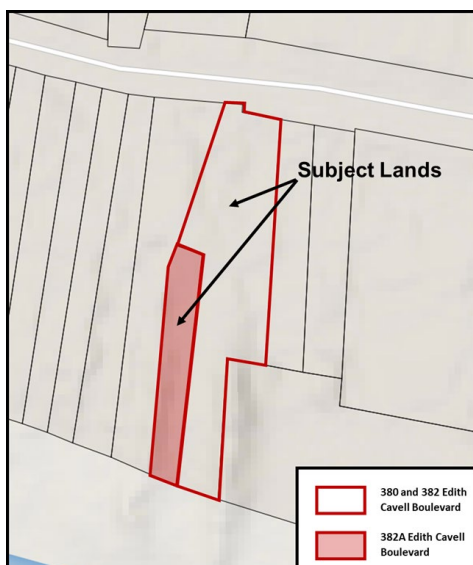 Subject Lands
380 and 382 Edith
Cavell Boulevard
382A Edith Cavell
Boulevard